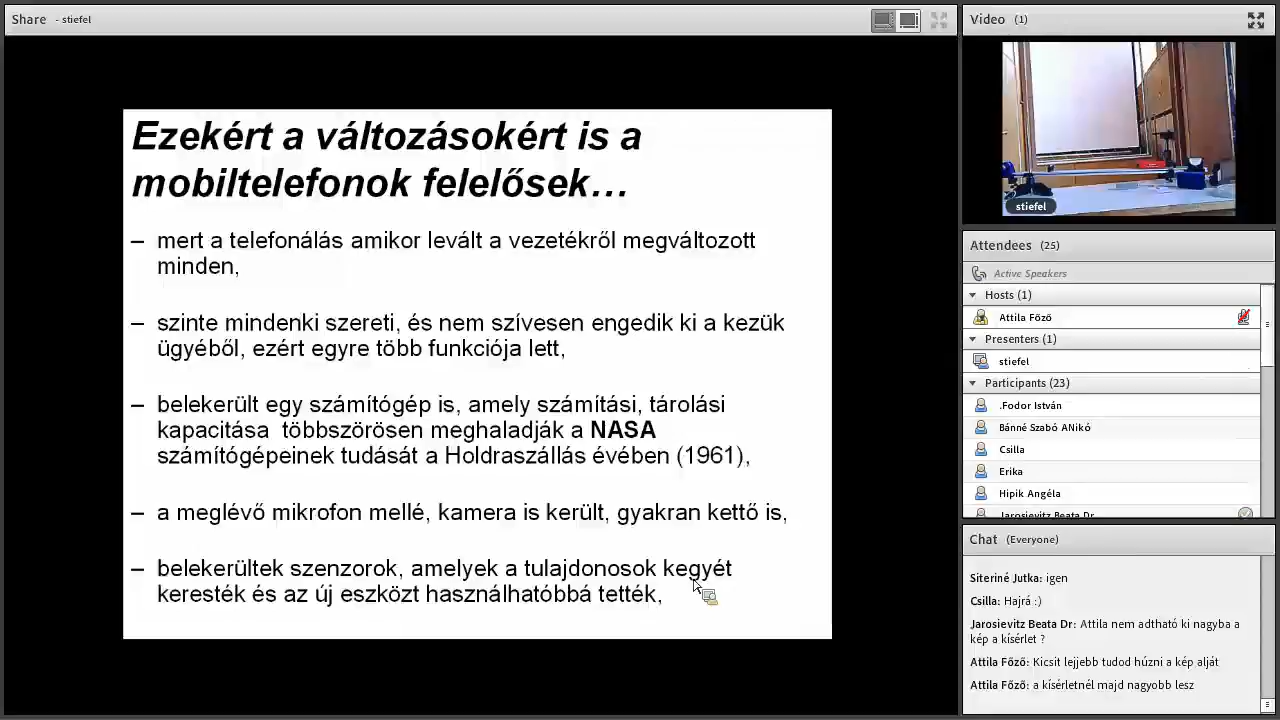 Share - stiefel
Ezekért a változásokért is a
mobiltelefonok felelősek…
– mert a telefonálás amikor levált a vezetékről megváltozott
minden,
– szinte mindenki szereti, és nem szívesen engedik ki a kezük
ügyéből, ezért egyre több funkciója lett,
– belekerült egy számítógép is, amely számítási, tárolási
kapacitása többszörösen meghaladják a NASA
számítógépeinek tudását a Holdraszállás évében (1961),
– a meglévő mikrofon mellé, kamera is került, gyakran kettő is,
– belekerültek szenzorok, amelyek a tulajdonosok kegyét
keresték és az új eszközt használhatóbbá tették,
Video (1)
stiefel
Attendees (25)
Active Speakers
Hosts (1)
Attila Főző
Presenters (1)
stiefel
Participants (23)
.Fodor István
Bánné Szabó ANikó
Csilla
Erika
Hipik Angéla
Jarosievitz Beata Dr
Chat (Everyone)
Siteriné Jutka: igen
Csilla: Hajrá :)
Jarosievitz Beata Dr: Attila nem adtható ki nagyba a
kép a kísérlet ?
Attila Főző: Kicsit lejjebb tudod húzni a kép alját
Attila Főző: a kísérletnél majd nagyobb lesz